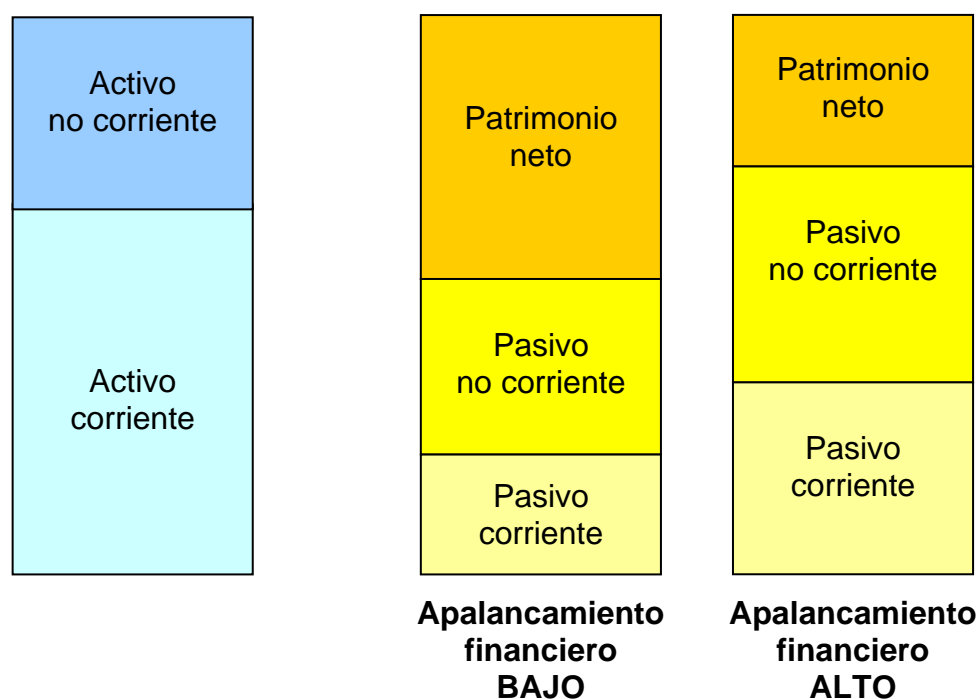 Activo
no corriente
Activo
corriente
Patrimonio
neto
Pasivo
no corriente
Pasivo
corriente
Apalancamiento
financiero
BAJO
Patrimonio
neto
Pasivo
no corriente
Pasivo
corriente
Apalancamiento
financiero
ALTO